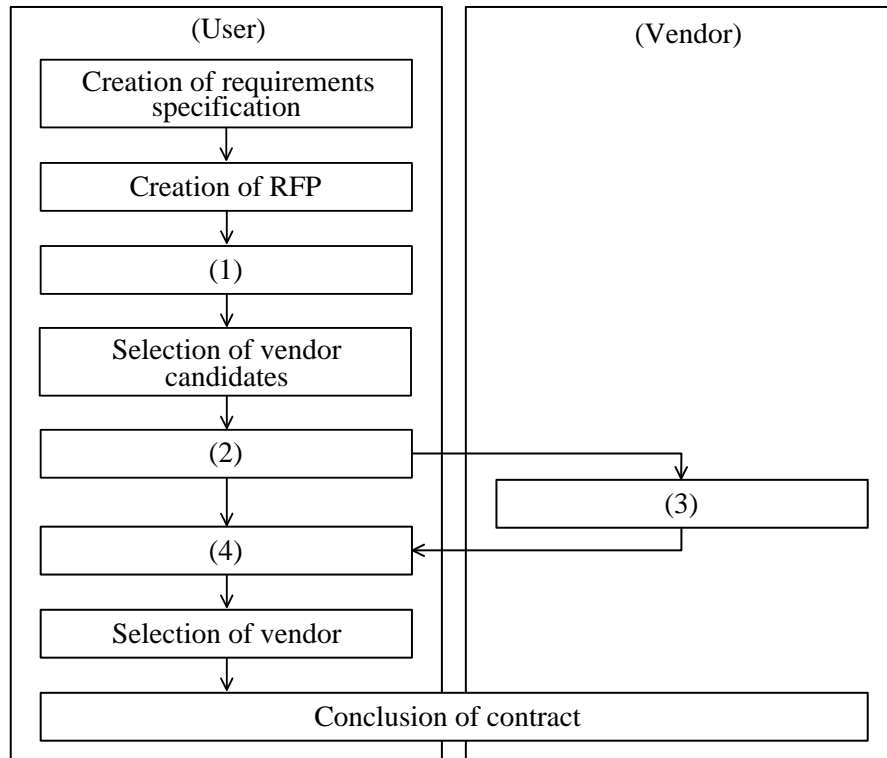 (User)
(Vendor)
Creation of requirements
specification
Creation of RFP
(1)
Selection of vendor
candidates
(2)
(3)
(4)
Selection of vendor
Conclusion of contract